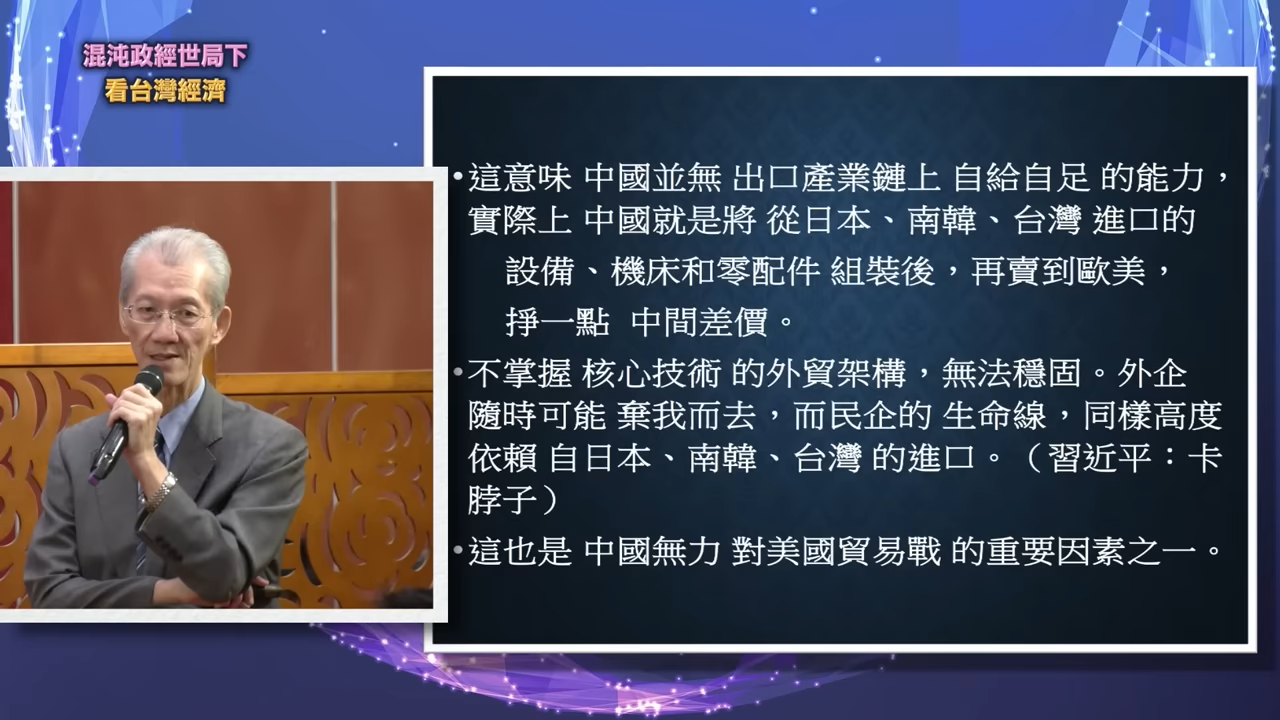 混沌政經世局下
看台灣經濟
•這意味 中國並無 出口產業鏈上 自給自足 的能力，
實際上 中國就是將 從日本、南韓、台灣 進口的
設備、機床和零配件 組裝後，再賣到歐美，
掙一點 中間差價。
•不掌握 核心技術 的外貿架構，無法穩固。外企
隨時可能 棄我而去，而民企的 生命線，同樣高度
依賴 自日本、南韓、台灣 的進口。（習近平：卡
脖子）
•這也是 中國無力 對美國貿易戰 的重要因素之一。